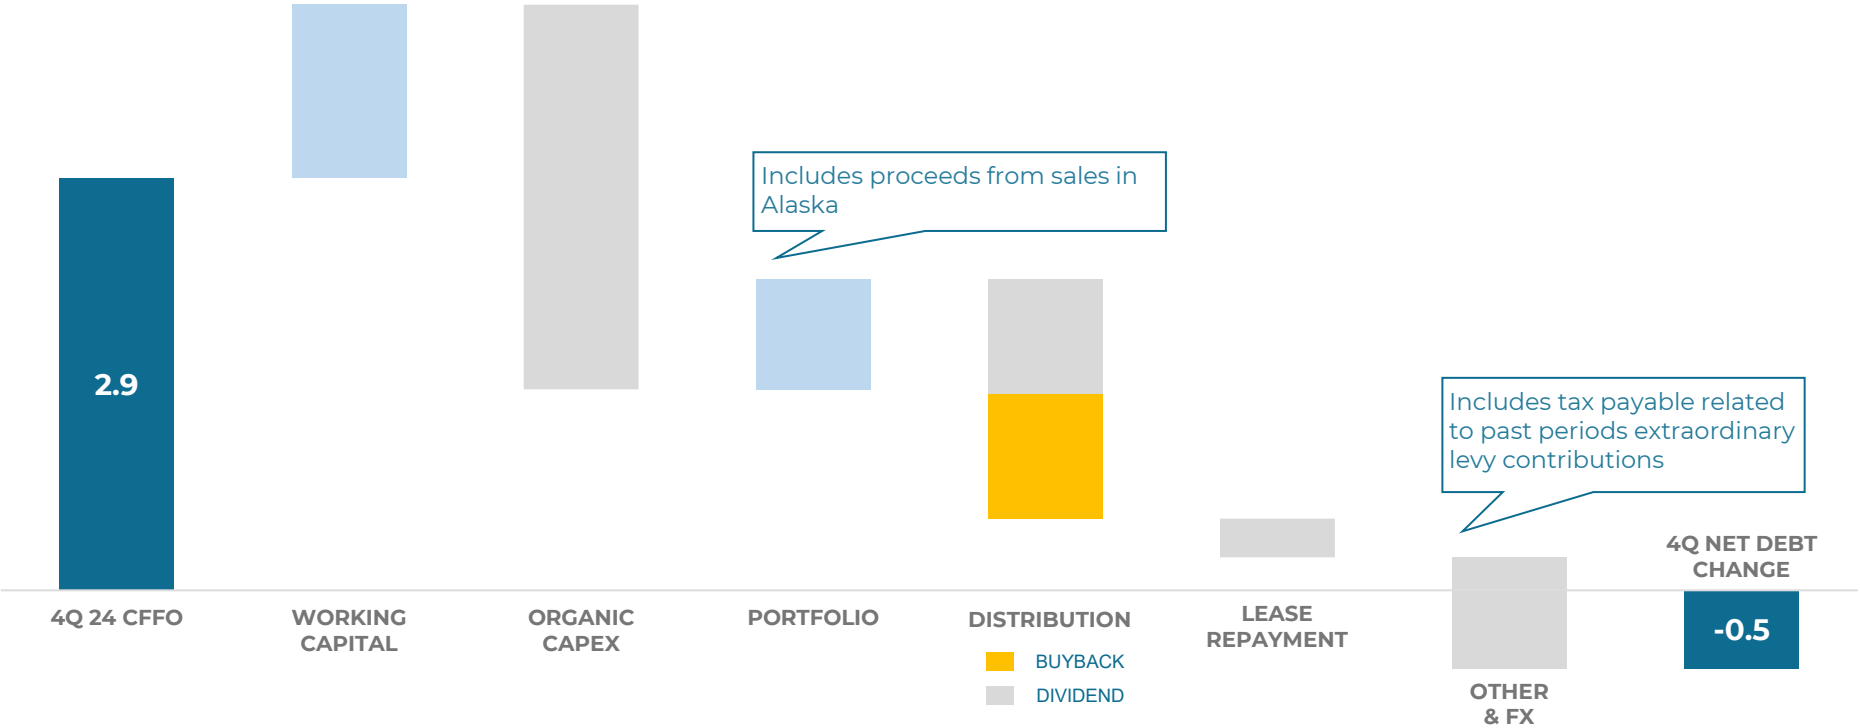 Includes proceeds from sales in
Alaska
2.9
Includes tax payable related
to past periods extraordinary
levy contributions
4Q NET DEBT
CHANGE
-0.5
4Q 24 CFFO
WORKING
CAPITAL
ORGANIC
CAPEX
PORTFOLIO
DISTRIBUTION
BUYBACK
DIVIDEND
LEASE
REPAYMENT
OTHER
& FX